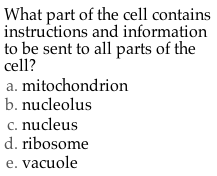 What part of the cell contains
instructions and information
to be sent to all parts of the
cell?
a. mitochondrion
b. nucleolus
c. nucleus
d. ribosome
e. vacuole